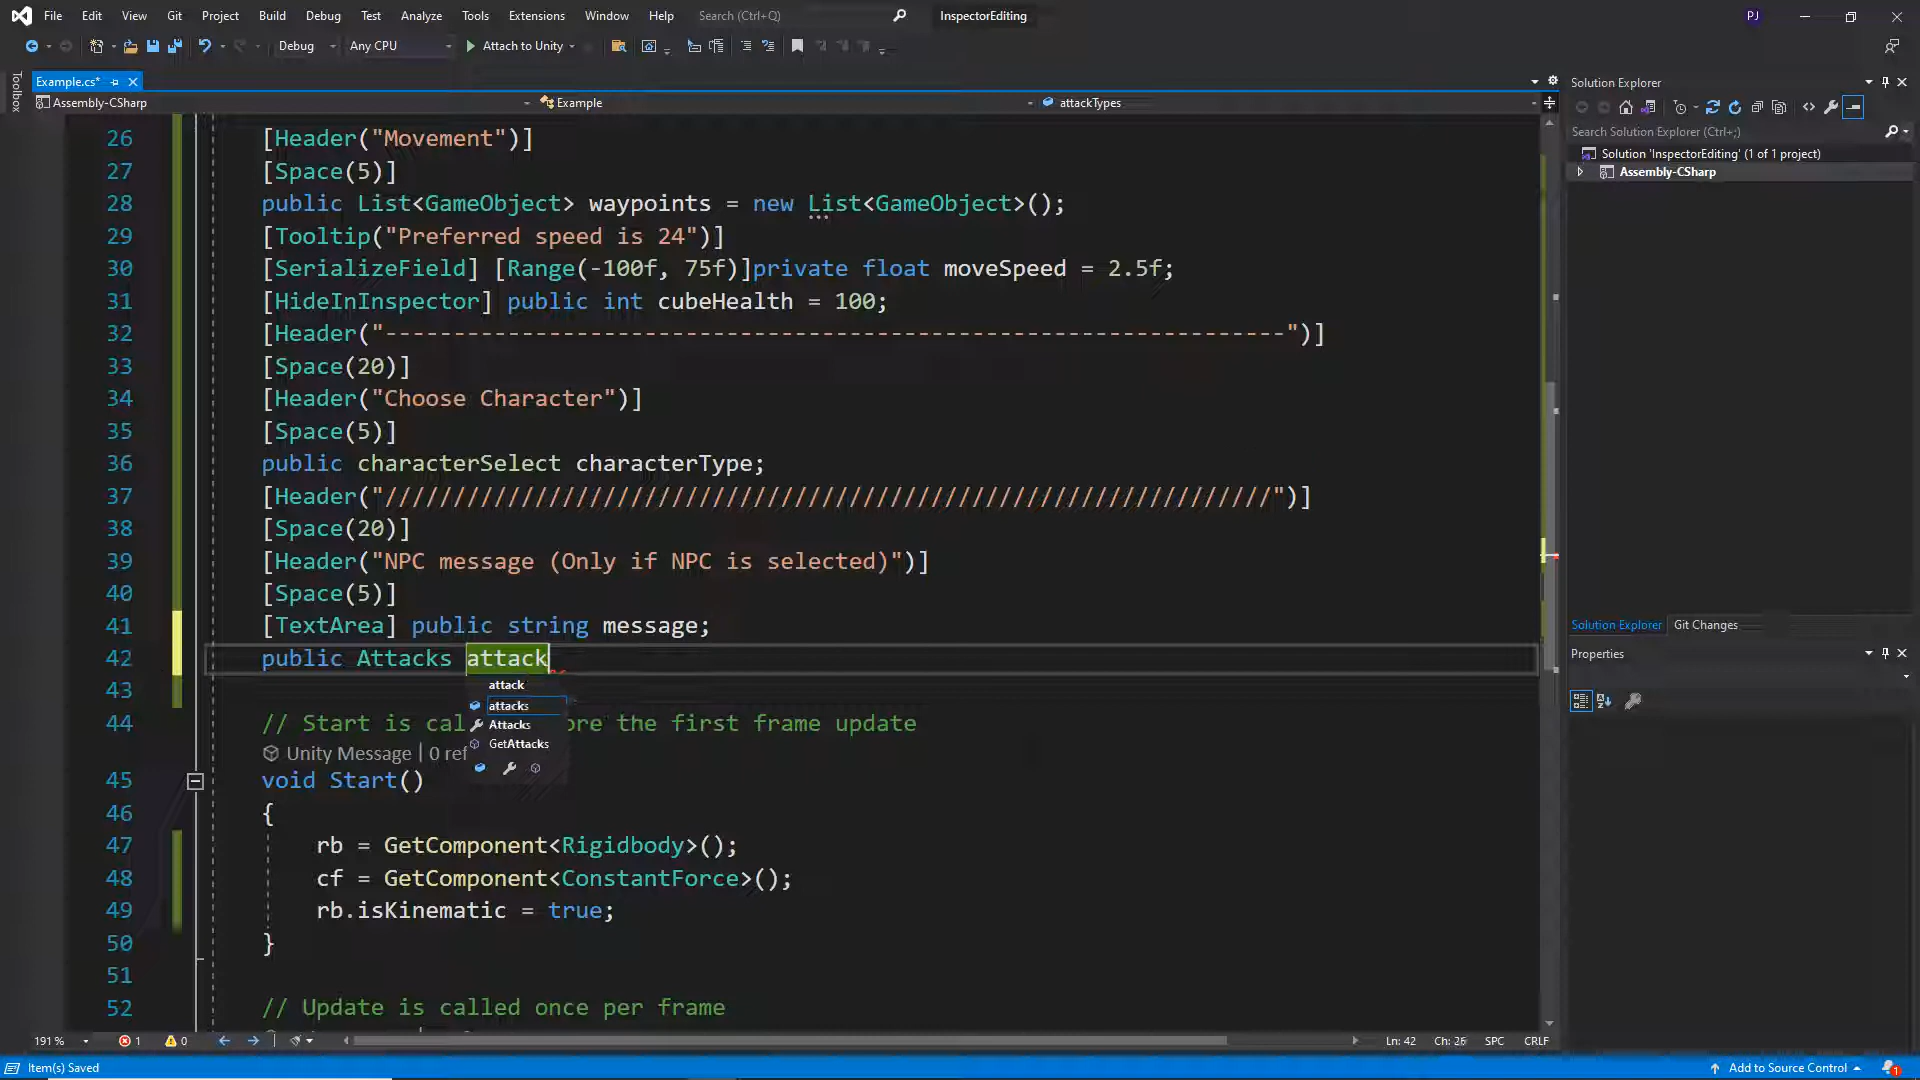 File Edit View Git Project Build Debug Test Analyze Tools Extensions Window Help Search (Ctrl+Q) InspectorEditing PJ
Debug Any CPU Attach to Unity
Toolbox
Example.cs*
Assembly-CSharp Example attackTypes
26 [Header("Movement")]
27 [Space(5)]
28 public List<GameObject> waypoints = new List<GameObject>();
29 [Tooltip("Preferred speed is 24")]
30 [SerializeField] [Range(-100f, 75f)]private float moveSpeed = 2.5f;
31 [HideInInspector] public int cubeHealth = 100;
32 [Header("------------------------------------------------------------------")]
33 [Space(20)]
34 [Header("Choose Character")]
35 [Space(5)]
36 public characterSelect characterType;
37 [Header("/////////////////////////////////////////////////////////////////")]
38 [Space(20)]
39 [Header("NPC message (Only if NPC is selected)")]
40 [Space(5)]
41 [TextArea] public string message;
42 public Attacks attack
attack
43
attacks
44 // Start is cal ore the first frame update
Attacks
GetAttacks
Unity Message | 0 ref
45 void Start()
46 {
47 rb = GetComponent<Rigidbody>();
48 cf = GetComponent<ConstantForce>();
49 rb.isKinematic = true;
50 }
51
52 // Update is called once per frame
191 % 1 0 Ln: 42 Ch: 26 SPC CRLF
Item(s) Saved Add to Source Control 1
Solution Explorer
Search Solution Explorer (Ctrl+;)
Solution 'InspectorEditing' (1 of 1 project)
Assembly-CSharp
Solution Explorer Git Changes
Properties